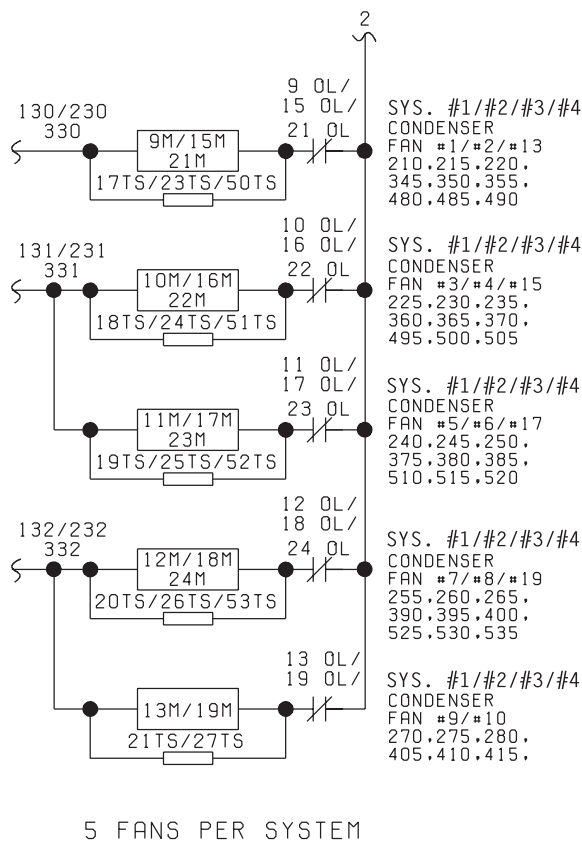 2
9 OL/
15 OL/
21 OL
130/230
330
9M/15M
21M
17TS/23TS/50TS
SYS. #1/#2/#3/#4
CONDENSER
FAN #1/#2/#13
210,215,220,
345,350,355,
480,485,490
10 OL/
16 OL/
22 OL
131/231
331
10M/16M
22M
18TS/24TS/51TS
SYS. #1/#2/#3/#4
CONDENSER
FAN #3/#4/#15
225,230,235,
360,365,370,
495,500,505
11 OL/
17 OL/
23 OL
11M/17M
23M
19TS/25TS/52TS
SYS. #1/#2/#3/#4
CONDENSER
FAN #5/#6/#17
240,245,250,
375,380,385,
510,515,520
12 OL/
18 OL/
24 OL
132/232
332
12M/18M
24M
20TS/26TS/53TS
SYS. #1/#2/#3/#4
CONDENSER
FAN #7/#8/#19
255,260,265,
390,395,400,
525,530,535
13 OL/
19 OL/
13M/19M
21TS/27TS
SYS. #1/#2/#3/#4
CONDENSER
FAN #9/#10
270,275,280,
405,410,415,
5 FANS PER SYSTEM